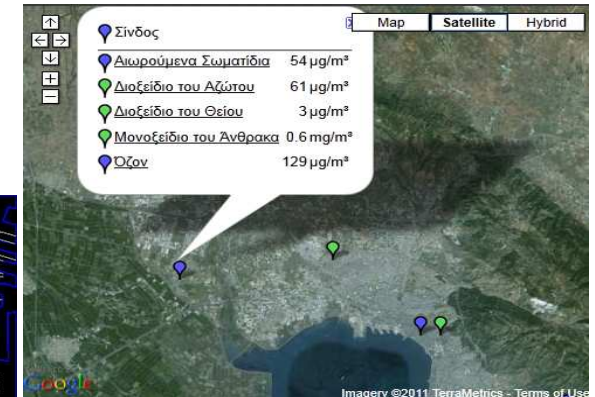 Map Satellite Hybrid
Σίνδος
Αιωρούμενα Σωματίδια 54 µg/m³
Διοξείδιο του Αζώτου 61 µg/m³
Διοξείδιο του Θείου 3 µg/m³
Μονοξείδιο του Άνθρακα 0.6 mg/m³
Όζον 129 µg/m³
Google
Imagery ©2011 TerraMetrics - Terms of Use